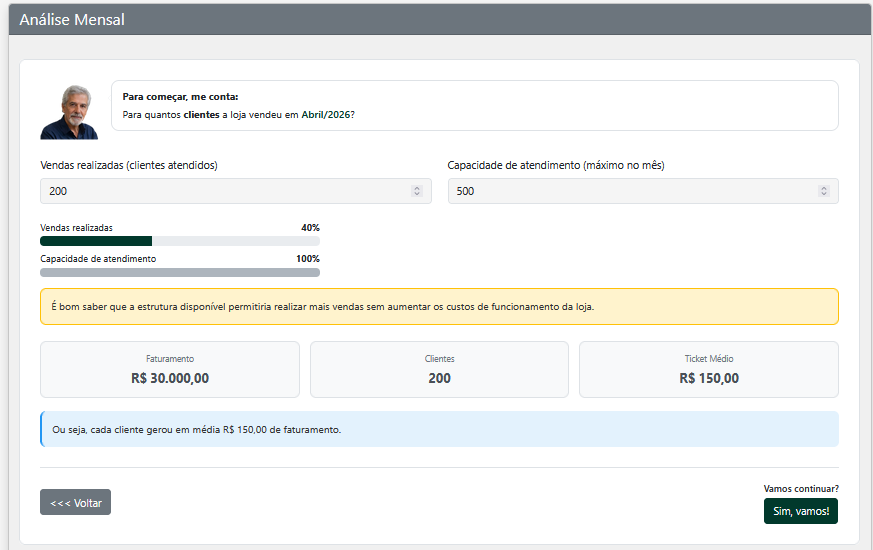 Análise Mensal
Para começar, me conta:
Para quantos clientes a loja vendeu em Abril/2026?
Vendas realizadas (clientes atendidos)
Capacidade de atendimento (máximo no mês)
200
500
Vendas realizadas 40%
Capacidade de atendimento 100%
É bom saber que a estrutura disponível permitiria realizar mais vendas sem aumentar os custos de funcionamento da loja.
Faturamento
R$ 30.000,00
Clientes
200
Ticket Médio
R$ 150,00
Ou seja, cada cliente gerou em média R$ 150,00 de faturamento.
<<< Voltar
Vamos continuar?
Sim, vamos!